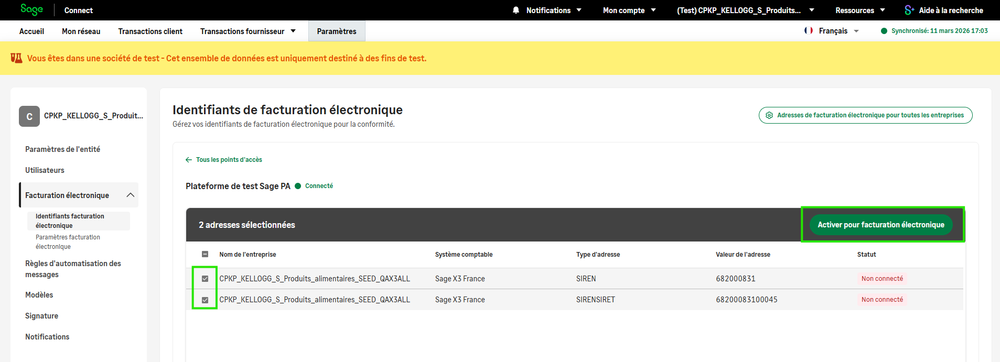 Sage Connect Notifications Mon compte (Test) CPKP_KELLOGG_S_Produits... Ressources Aide à la recherche
Accueil Mon réseau Transactions client Transactions fournisseur Paramètres Français Synchronisé: 11 mars 2026 17:03
Vous êtes dans une société de test - Cet ensemble de données est uniquement destiné à des fins de test.
C CPKP_KELLOGG_S_Produit...
Paramètres de l'entité
Utilisateurs
Facturation électronique
Identifiants facturation
électronique
Paramètres facturation
électronique
Règles d'automatisation des
messages
Modèles
Signature
Notifications
Identifiants de facturation électronique
Gérez vos identifiants de facturation électronique pour la conformité.
Adresses de facturation électronique pour toutes les entreprises
Tous les points d'accès
Plateforme de test Sage PA Connecté
2 adresses sélectionnées Activer pour facturation électronique
Nom de l'entreprise Système comptable Type d'adresse Valeur de l'adresse Statut
CPKP_KELLOGG_S_Produits_alimentaires_SEED_QAX3ALL Sage X3 France SIREN 682000831 Non connecté
CPKP_KELLOGG_S_Produits_alimentaires_SEED_QAX3ALL Sage X3 France SIRENSIRET 68200083100045 Non connecté